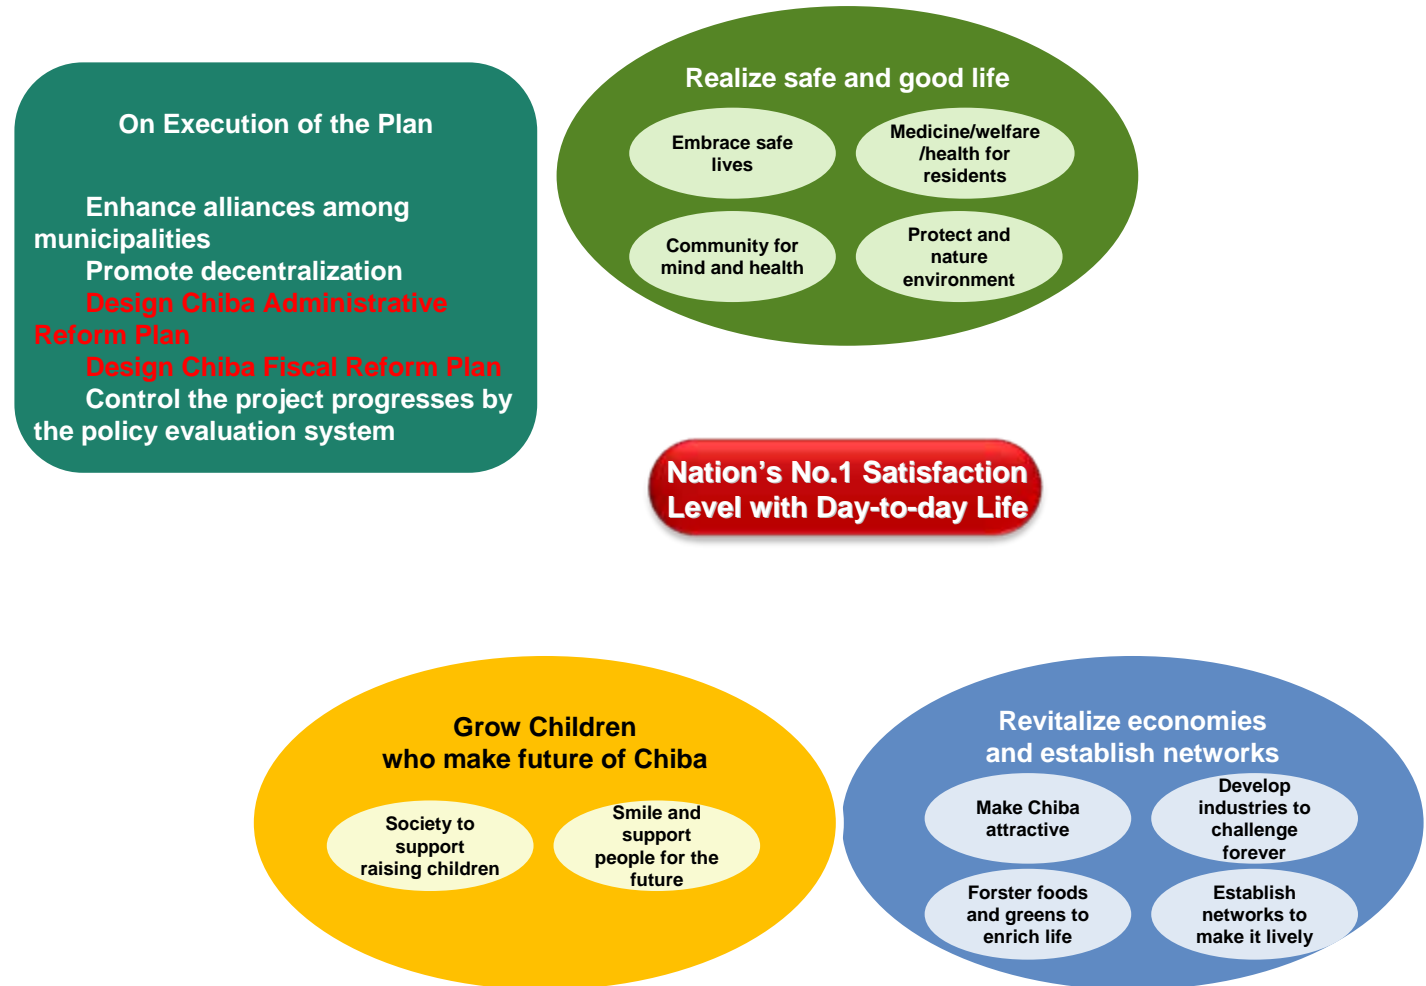 On Execution of the Plan
Enhance alliances among
municipalities
Promote decentralization
Design Chiba Administrative
Reform Plan
Design Chiba Fiscal Reform Plan
Control the project progresses by
the policy evaluation system
Realize safe and good life
Embrace safe
lives
Medicine/welfare
/health for
residents
Community for
mind and health
Protect and
nature
environment
Nation’s No.1 Satisfaction
Level with Day-to-day Life
Grow Children
who make future of Chiba
Society to
support
raising children
Smile and
support
people for the
future
Revitalize economies
and establish networks
Make Chiba
attractive
Develop
industries to
challenge
forever
Forster foods
and greens to
enrich life
Establish
networks to
make it lively